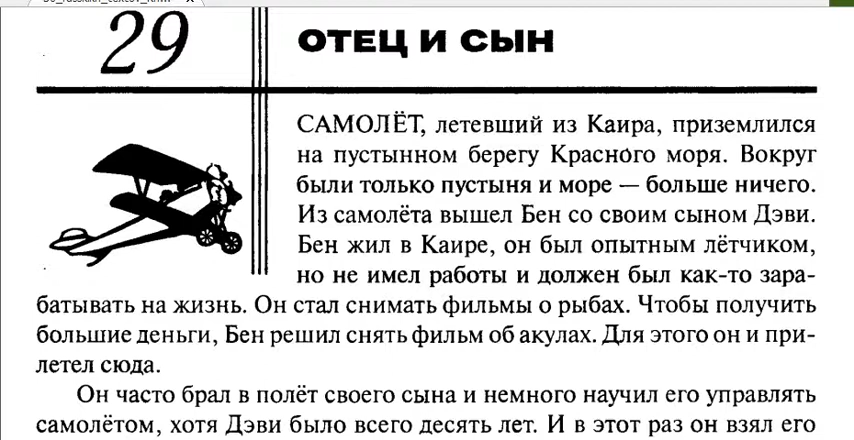 29
ОТЕЦ И СЫН
САМОЛЁТ, летевший из Каира, приземлился
на пустынном берегу Красного моря. Вокруг
были только пустыня и море — больше ничего.
Из самолёта вышел Бен со своим сыном Дэви.
Бен жил в Каире, он был опытным лётчиком,
но не имел работы и должен был как-то зара-
батывать на жизнь. Он стал снимать фильмы о рыбах. Чтобы получить
большие деньги, Бен решил снять фильм об акулах. Для этого он и при-
летел сюда.
Он часто брал в полёт своего сына и немного научил его управлять
самолётом, хотя Дэви было всего десять лет. И в этот раз он взял его